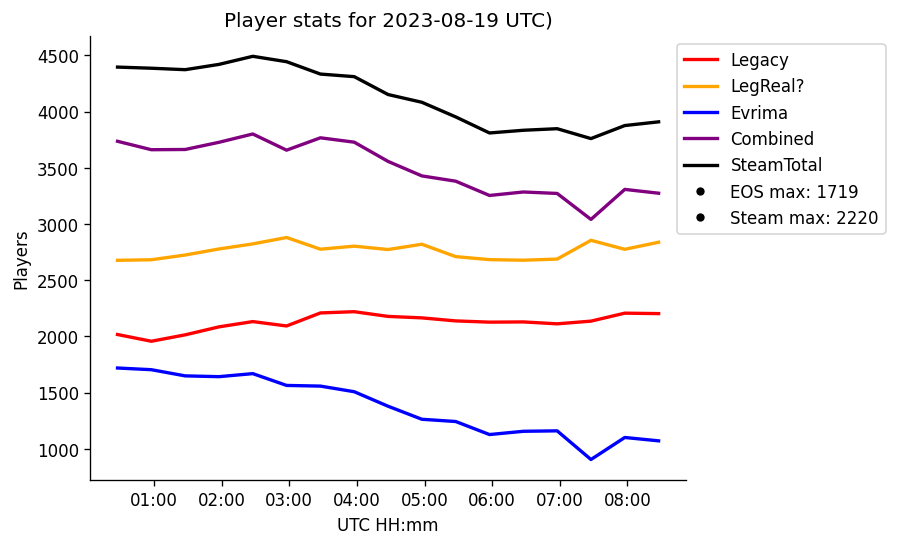 Player stats for 2023-08-19 UTC)
Players
4500
4000
3500
3000
2500
2000
1500
1000
01:00 02:00 03:00 04:00 05:00 06:00 07:00 08:00
UTC HH:mm
Legacy
LegReal?
Evrima
Combined
SteamTotal
EOS max: 1719
Steam max: 2220